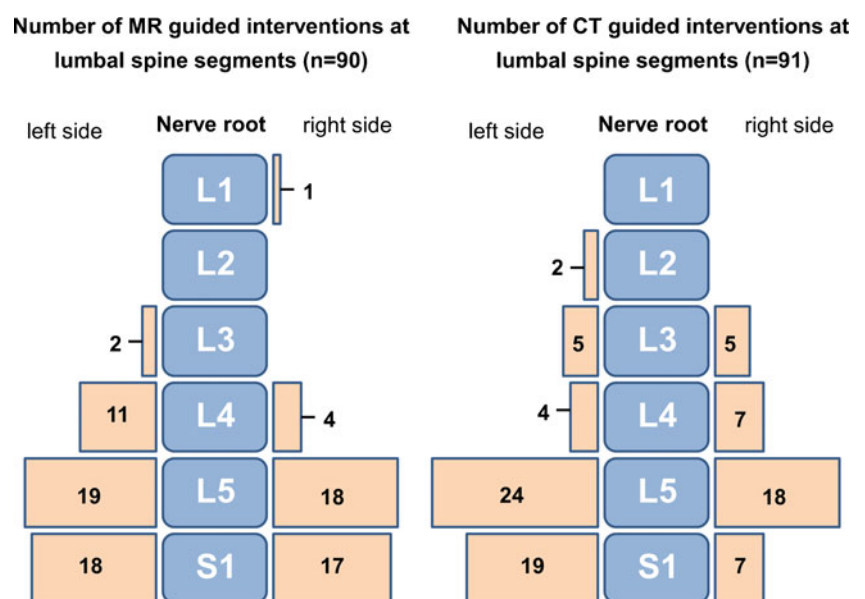 Number of MR guided interventions at
lumbal spine segments (n=90)
left side
Nerve root
right side
L1
1
L2
2
L3
11
L4
4
19
L5
18
18
S1
17
Number of CT guided interventions at
lumbal spine segments (n=91)
left side
Nerve root
right side
L1
2
L2
5
L3
5
4
L4
7
24
L5
18
19
S1
7